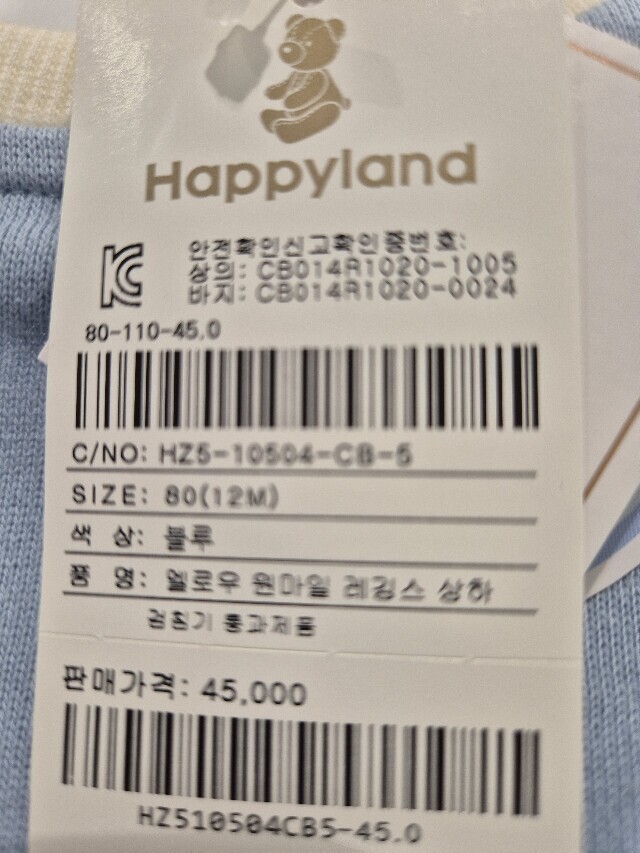 Happyland
안전확인신고확인증번호:
상의: CB014R1020-1005
바지: CB014R1020-0024
80-110-45.0
C/NO: HZ5-10504-CB-5
SIZE: 80(12M)
색 상: 블루
품 명: 옐로우 원마일 레깅스 상하
검침기 통과제품
판매가격: 45,000
HZ510504CB5-45.0